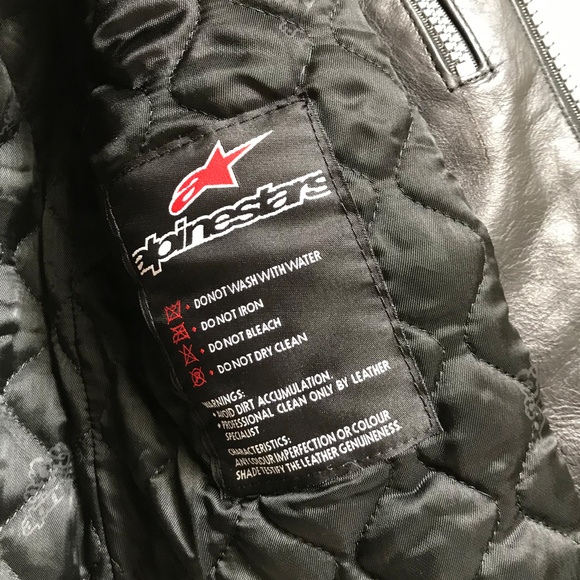 alpinestars
DO NOT WASH WITH WATER
DO NOT IRON
DO NOT BLEACH
DO NOT DRY CLEAN
WARNINGS:
• AVOID DIRT ACCUMULATION.
• PROFESSIONAL CLEAN ONLY BY LEATHER
SPECIALIST
CHARACTERISTICS:
ANY COLOUR IMPERFECTION OR COLOUR
SHADE TESTIFY THE LEATHER GENUINENESS.